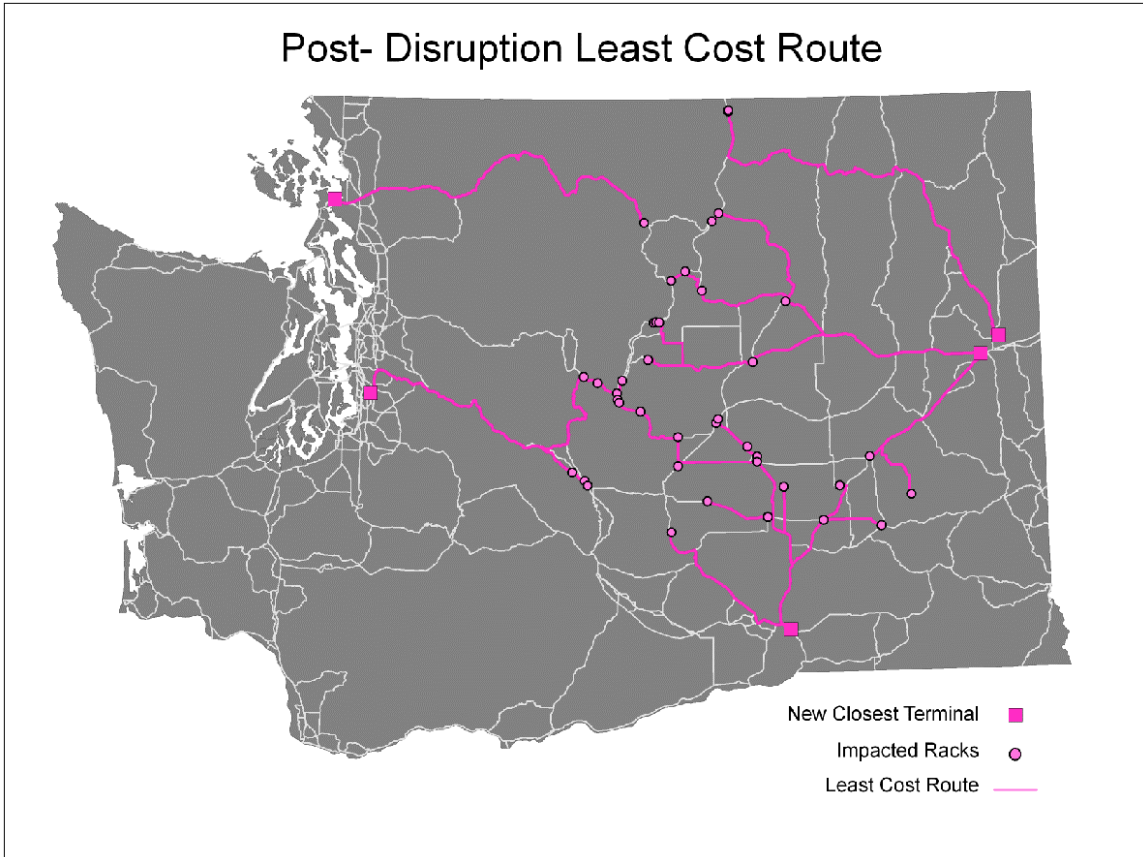 Post- Disruption Least Cost Route
New Closest Terminal
Impacted Racks
Least Cost Route